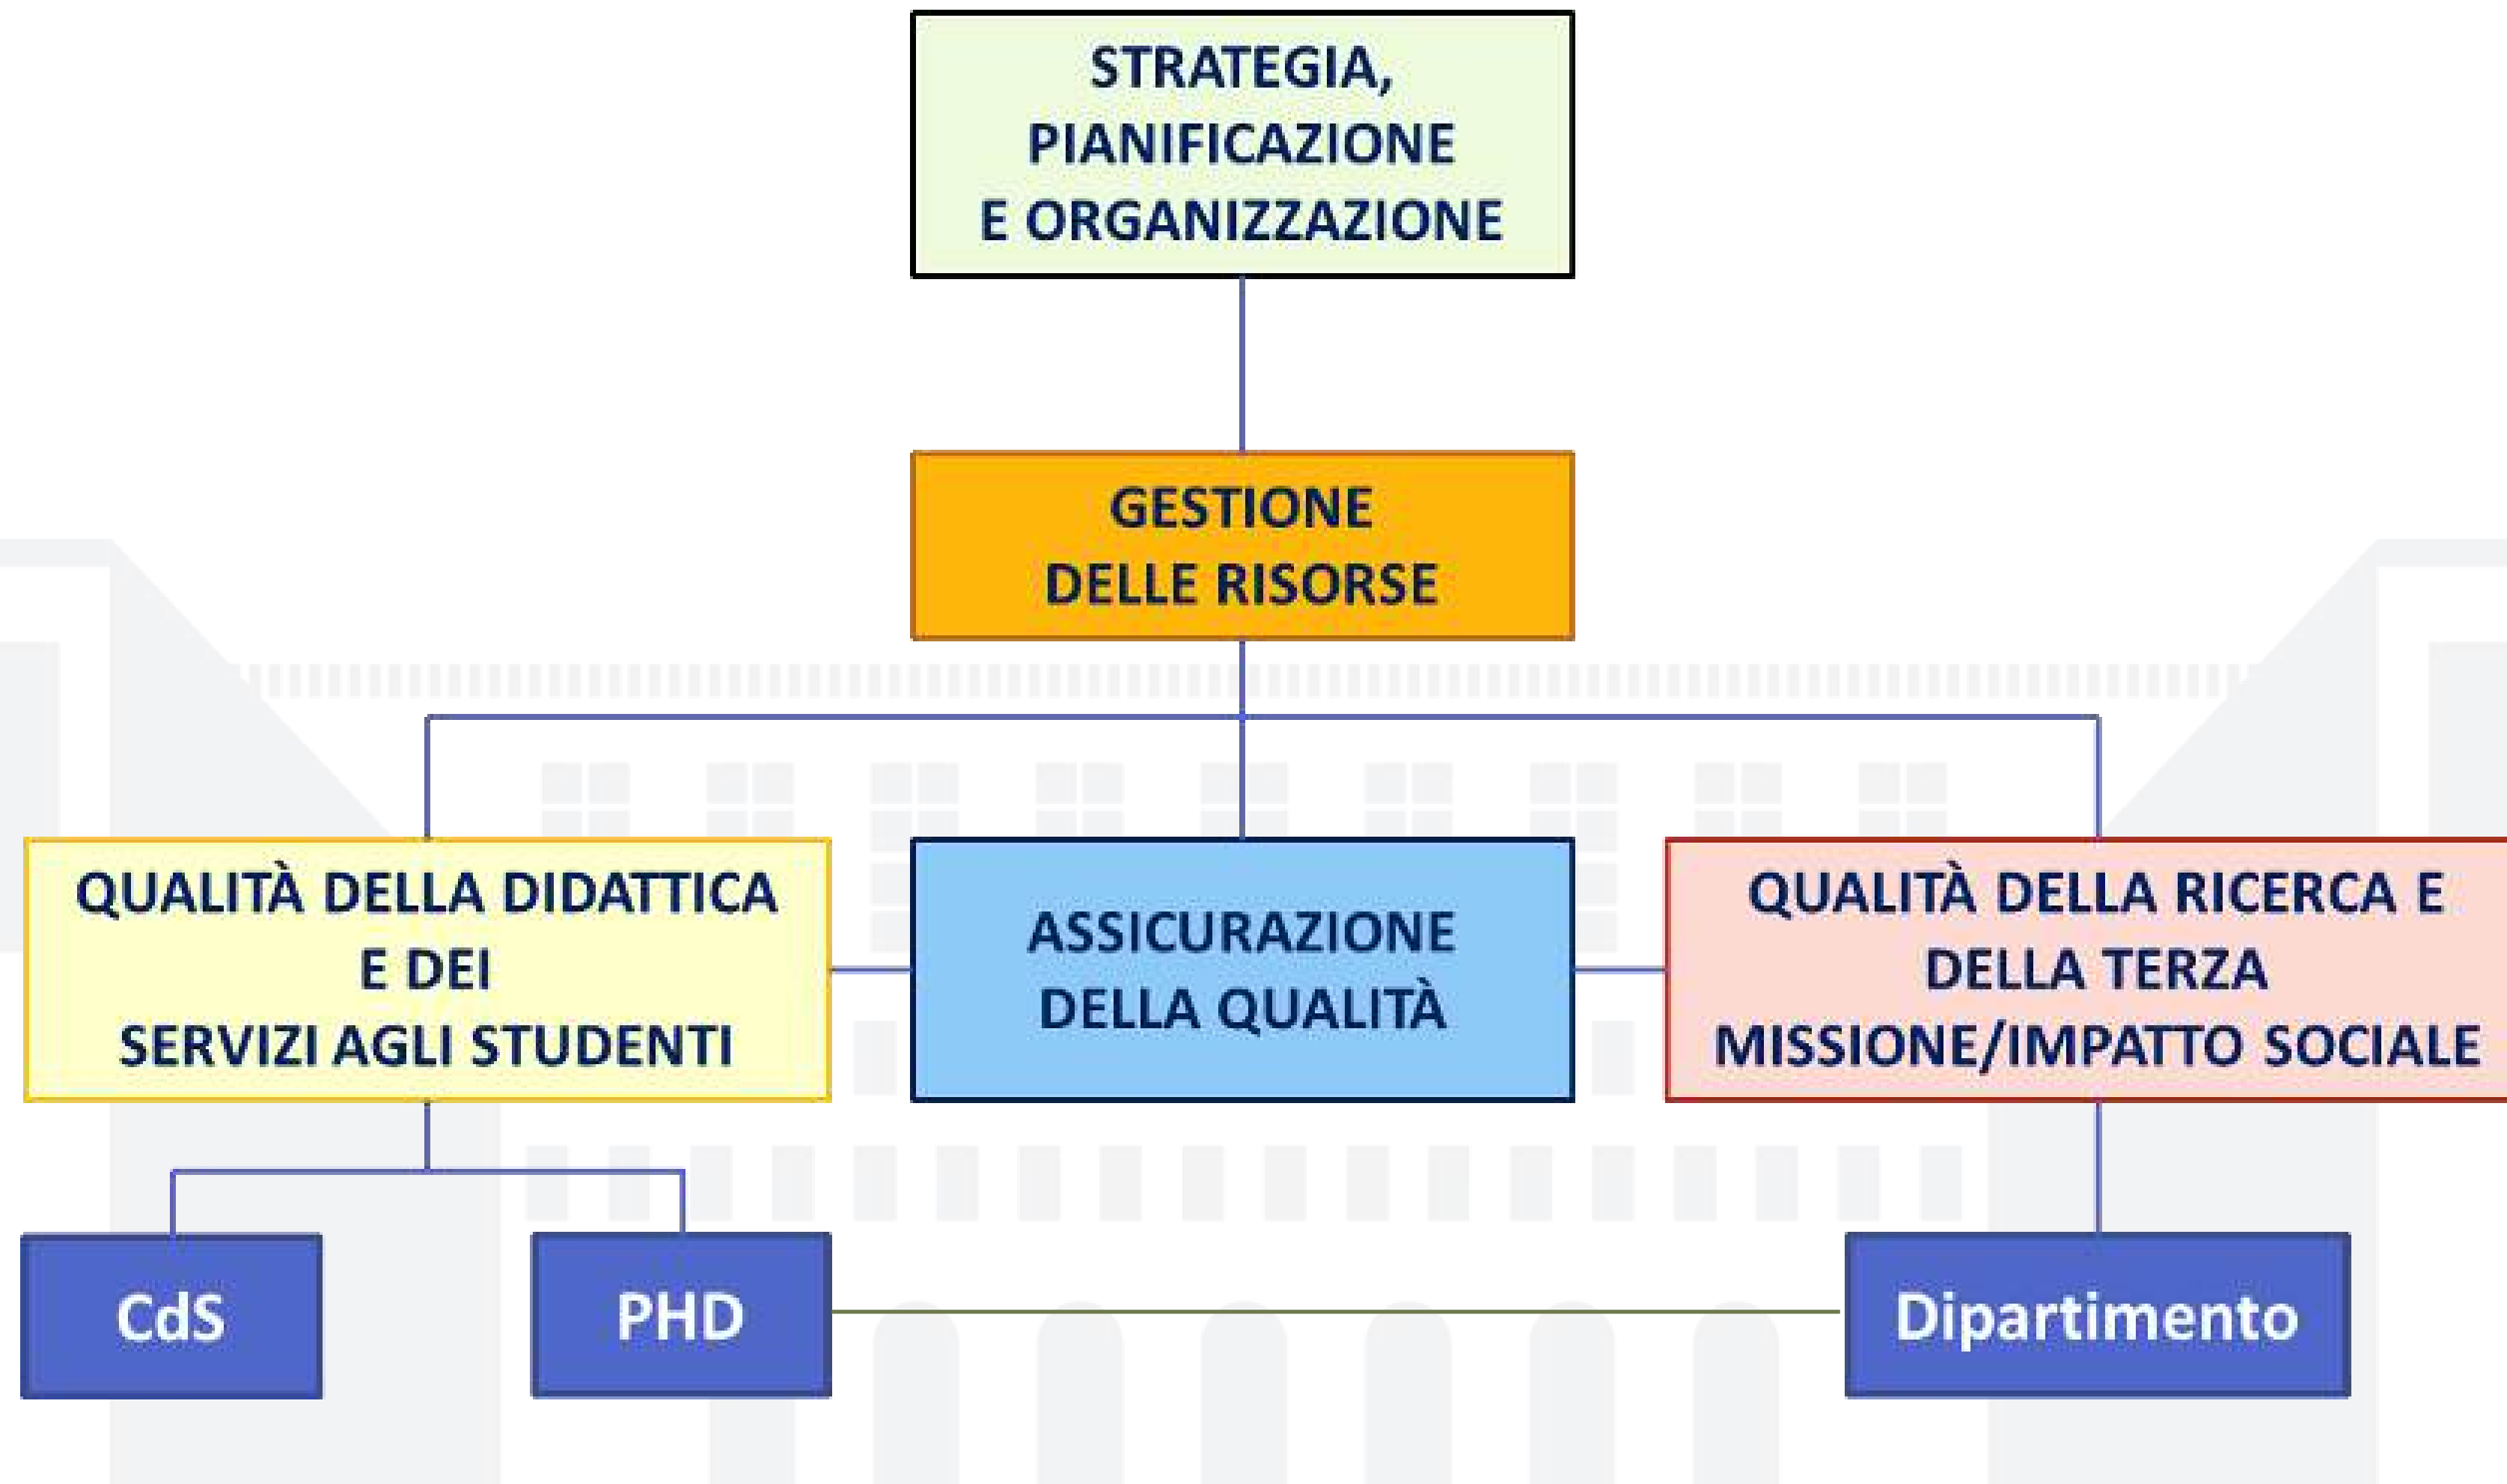 STRATEGIA,
PIANIFICAZIONE
E ORGANIZZAZIONE
GESTIONE
DELLE RISORSE
QUALITÀ DELLA DIDATTICA
E DEI
SERVIZI AGLI STUDENTI
ASSICURAZIONE
DELLA QUALITÀ
QUALITÀ DELLA RICERCA E
DELLA TERZA
MISSIONE/IMPATTO SOCIALE
CdS
PHD
Dipartimento